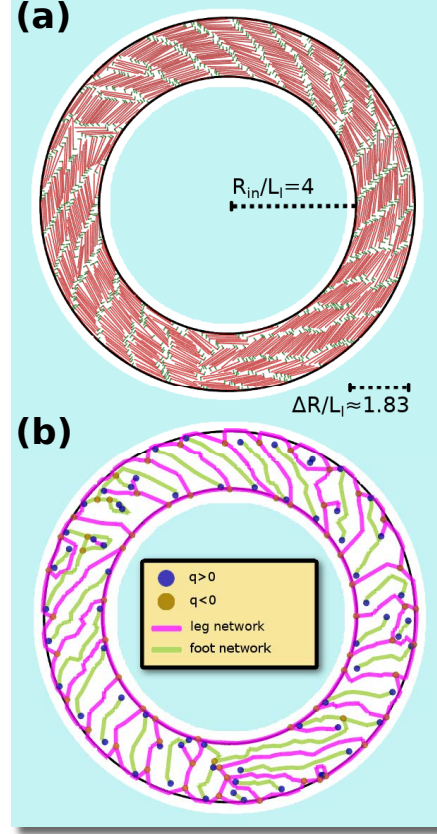 (a)
R_in/L_l=4
ΔR/L_l≈1.83
(b)
q>0
q<0
leg network
foot network